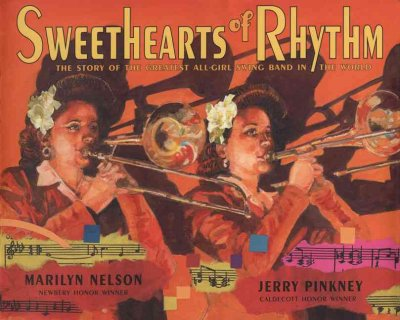 SWEETHEARTS of RHYTHM
THE STORY OF THE GREATEST ALL-GIRL SWING BAND IN THE WORLD
MARILYN NELSON
NEWBERY HONOR WINNER
JERRY PINKNEY
CALDECOTT HONOR WINNER